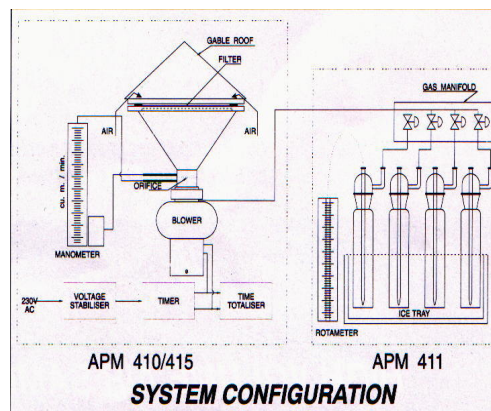 GABLE ROOF
FILTER
GAS MANIFOLD
AIR
AIR
cu. m. / min.
ORIFICE
BLOWER
MANOMETER
230V
AC
VOLTAGE
STABILISER
TIMER
TIME
TOTALISER
ICE TRAY
ROTAMETER
APM 410/415
APM 411
SYSTEM CONFIGURATION